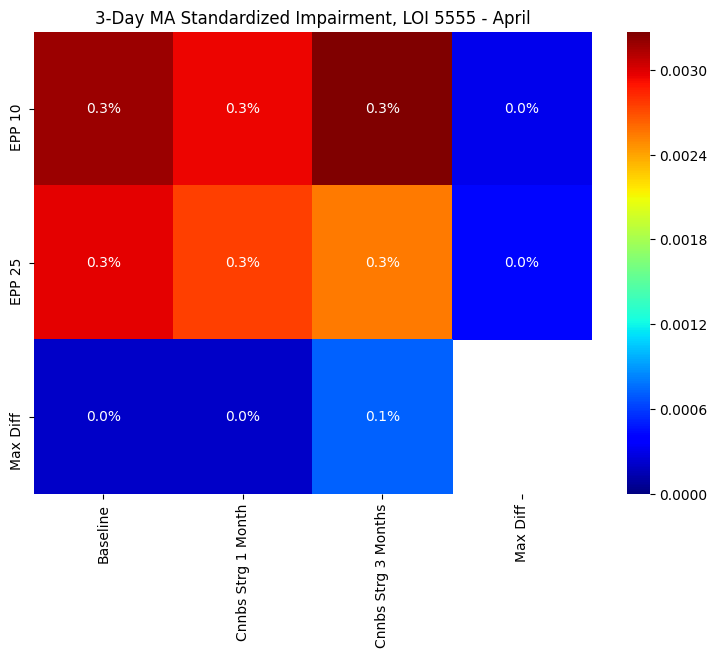 3-Day MA Standardized Impairment, LOI 5555 - April
EPP 10
0.3%
0.3%
0.3%
0.0%
EPP 25
0.3%
0.3%
0.3%
0.0%
Max Diff
0.0%
0.0%
0.1%
Baseline
Cnnbs Strg 1 Month
Cnnbs Strg 3 Months
Max Diff
0.0030
0.0024
0.0018
0.0012
0.0006
0.0000